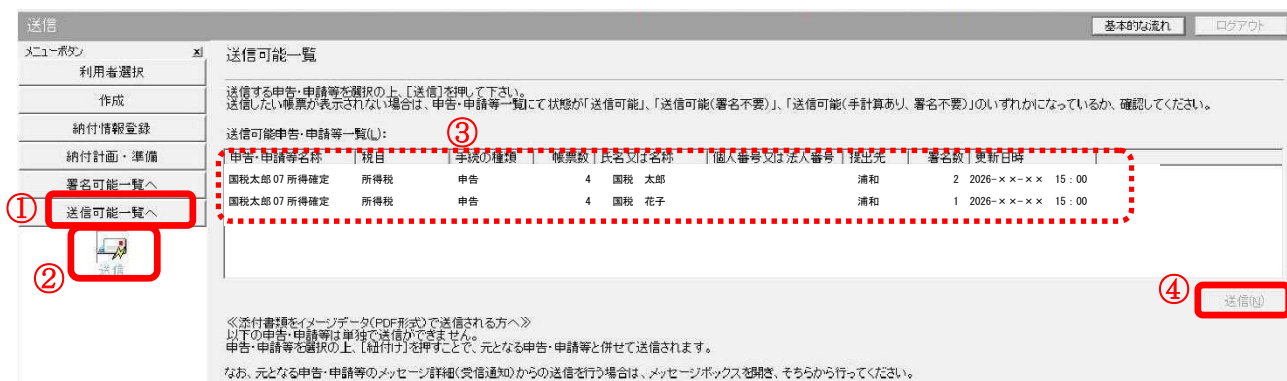 送信
基本的な流れ ログアウト
メニューボタン x
利用者選択
作成
納付情報登録
納付計画・準備
署名可能一覧へ
① 送信可能一覧へ
② 送信
送信可能一覧
送信する申告・申請等を選択の上、[送信]を押して下さい。
送信したい帳票が表示されない場合は、申告・申請等一覧にて状態が「送信可能」、「送信可能(署名不要)」、「送信可能(手計算あり、署名不要)」のいずれかになっているか、確認してください。
送信可能申告・申請等一覧(L): ③
申告・申請等名称 税目 手続の種類 帳票数 氏名又は名称 個人番号又は法人番号 提出先 署名数 更新日時
国税太郎07所得確定 所得税 申告 4 国税 太郎 浦和 2 2026-××-×× 15:00
国税太郎07所得確定 所得税 申告 4 国税 花子 浦和 1 2026-××-×× 15:00
④ 送信(N)
≪添付書類をイメージデータ(PDF形式)で送信される方へ≫
以下の申告・申請等は単独で送信ができません。
申告・申請等を選択の上、[紐付け]を押すことで、元となる申告・申請等と併せて送信されます。
なお、元となる申告・申請等のメッセージ詳細(受信通知)からの送信を行う場合は、メッセージボックスを開き、そちらから行ってください。